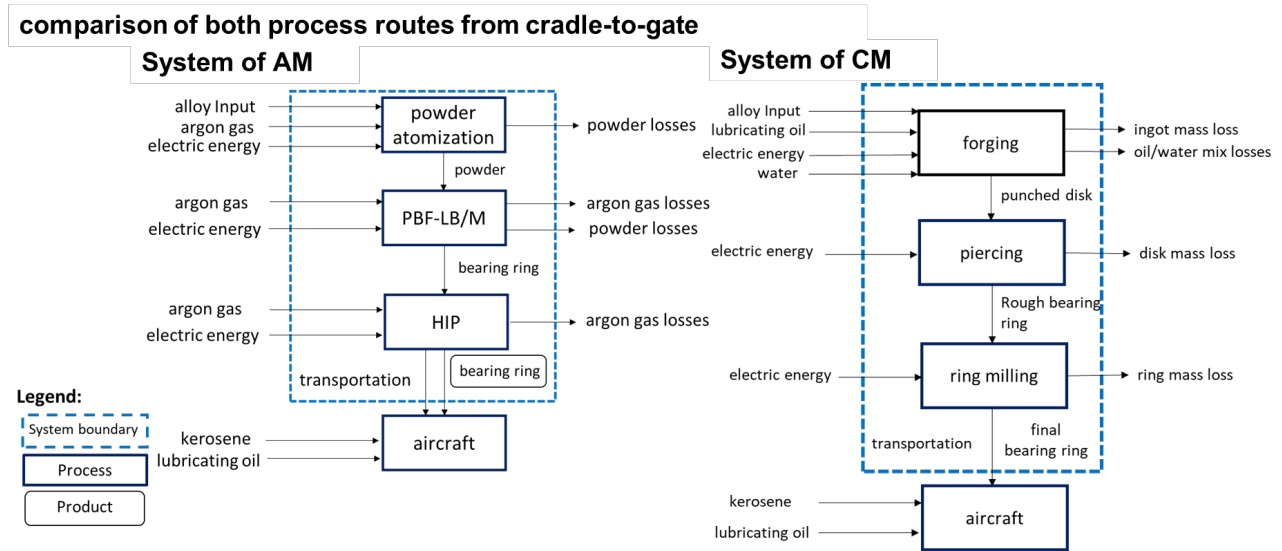 comparison of both process routes from cradle-to-gate
System of AM
alloy Input
argon gas
electric energy
powder
atomization
powder losses
powder
argon gas
electric energy
PBF-LB/M
argon gas losses
powder losses
bearing ring
argon gas
electric energy
HIP
argon gas losses
transportation
bearing ring
kerosene
lubricating oil
aircraft
Legend:
System boundary
Process
Product
System of CM
alloy Input
lubricating oil
electric energy
water
forging
ingot mass loss
oil/water mix losses
punched disk
electric energy
piercing
disk mass loss
Rough bearing
ring
electric energy
ring milling
ring mass loss
transportation
final
bearing ring
kerosene
lubricating oil
aircraft